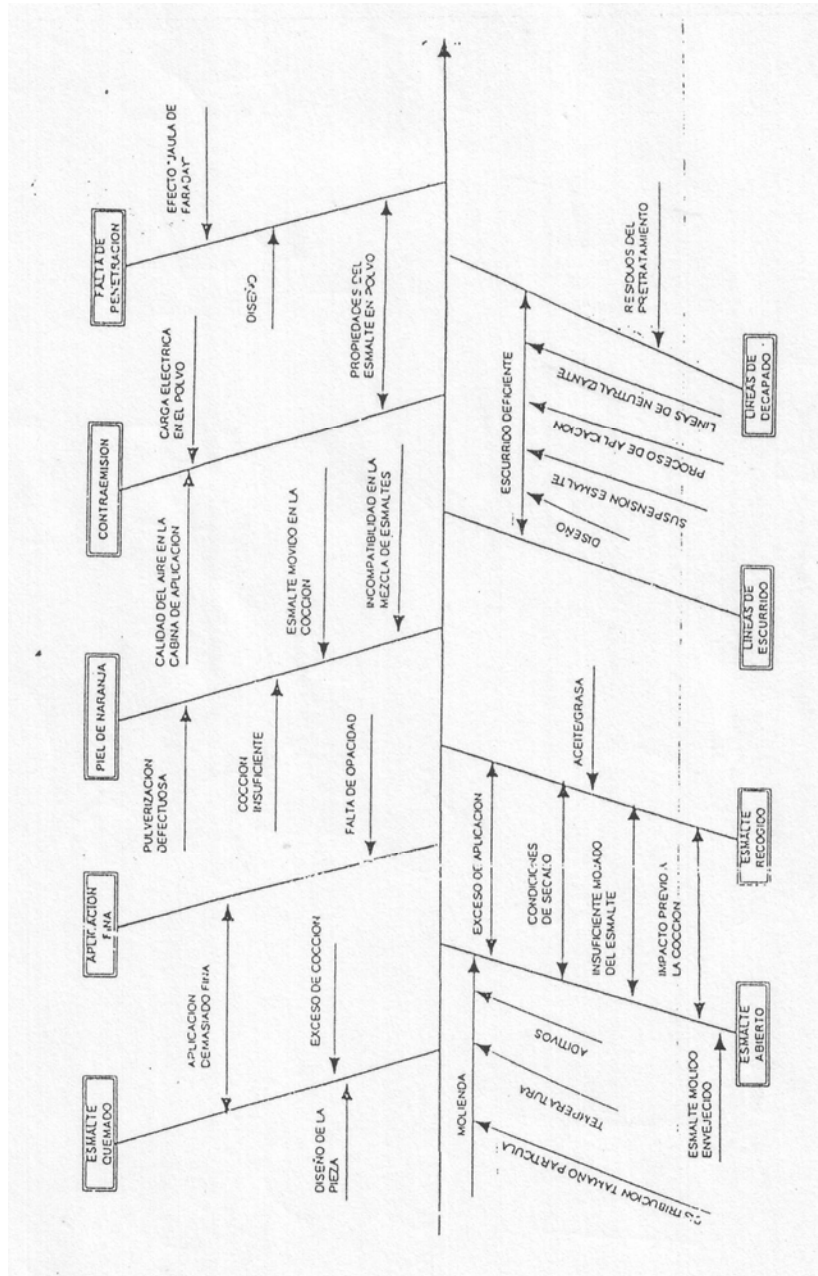 ESMALTE
QUEMADO
APLICACION
FINA
PIEL DE NARANJA
CONTRAEMISION
FALTA DE
PENETRACION
EFECTO "JAULA DE
FARADAY"
CALIDAD DEL AIRE EN LA
CABINA DE APLICACION
CARGA ELECTRICA
EN EL POLVO
PULVERIZACION
DEFECTUOSA
APLICACION
DEMASIADO FINA
DISEÑO
COCCION
INSUFICIENTE
ESMALTE MOVIDO EN LA
COCCION
EXCESO DE COCCION
DISEÑO DE LA
PIEZA
FALTA DE OPACIDAD
INCOMPATIBILIDAD EN LA
MEZCLA DE ESMALTES
PROPIEDADES DEL
ESMALTE EN POLVO
MOLIENDA
EXCESO DE APLICACION
ESCURRIDO DEFICIENTE
TAMAÑO PARTICULA
TEMPERATURA
ADITIVOS
CONDICIONES
DE SECADO
ACEITE/GRASA
DISEÑO
SUSPENSION ESMALTE
PROCESO DE APLICACION
LINEAS DE NEUTRALIZANTE
INSUFICIENTE MOJADO
DEL ESMALTE
RESIDUOS DEL
PRETRATAMIENTO
IMPACTO PREVIO A
LA COCCION
ESMALTE MOLIDO
ENVEJECIDO
ESMALTE
ABIERTO
ESMALTE
RECOGIDO
LINEAS DE
ESCURRIDO
LINEAS DE
DECAPADO